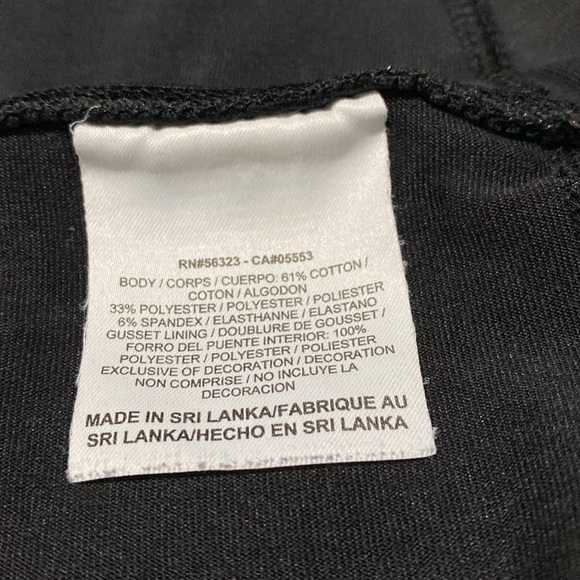 RN#56323 - CA#05553
BODY / CORPS / CUERPO: 61% COTTON /
COTON / ALGODON
33% POLYESTER / POLYESTER / POLIESTER
6% SPANDEX / ELASTHANNE / ELASTANO
GUSSET LINING / DOUBLURE DE GOUSSET /
FORRO DEL PUENTE INTERIOR: 100%
POLYESTER / POLYESTER / POLIESTER
EXCLUSIVE OF DECORATION / DECORATION
NON COMPRISE / NO INCLUYE LA
DECORACION
MADE IN SRI LANKA/FABRIQUE AU
SRI LANKA/HECHO EN SRI LANKA